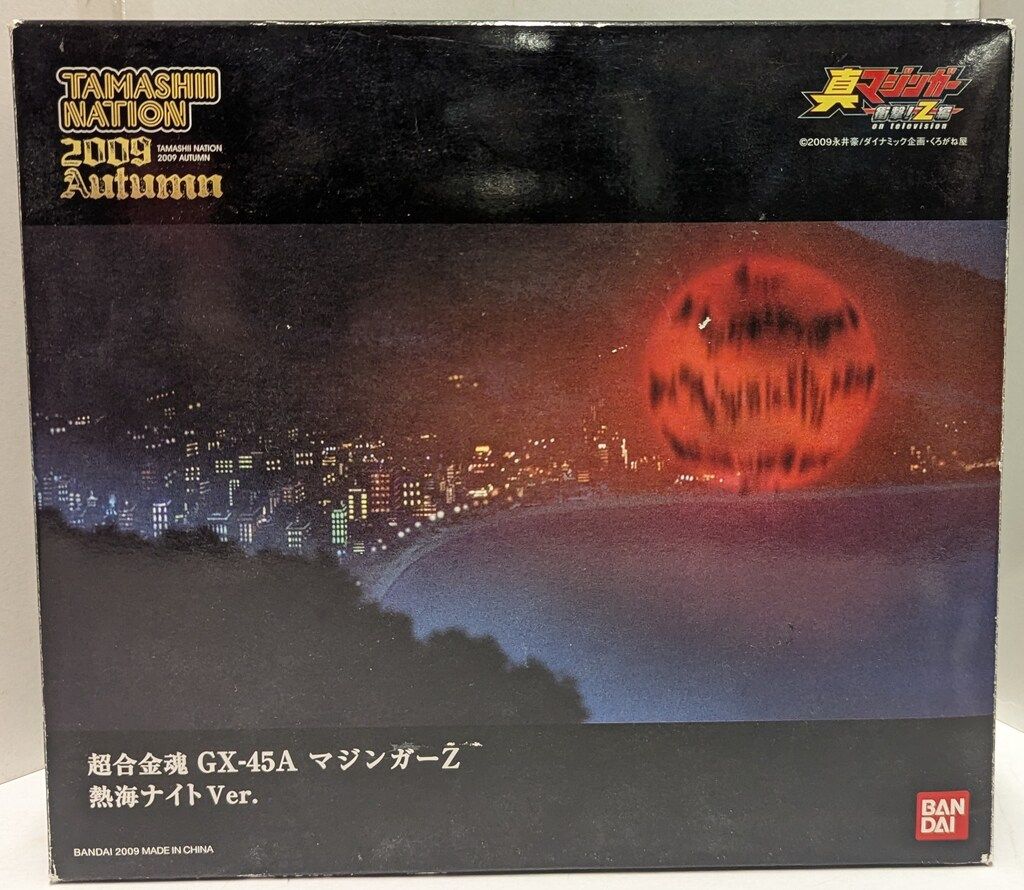 TAMASHII
NATION
2009
TAMASHII NATION
2009 AUTUMN
Autumn
真マジンガー
衝撃!Z編
on television
©2009永井豪/ダイナミック企画・くろがね屋
超合金魂 GX-45A マジンガーZ
熱海ナイトVer.
BANDAI 2009 MADE IN CHINA
BAN
DAI